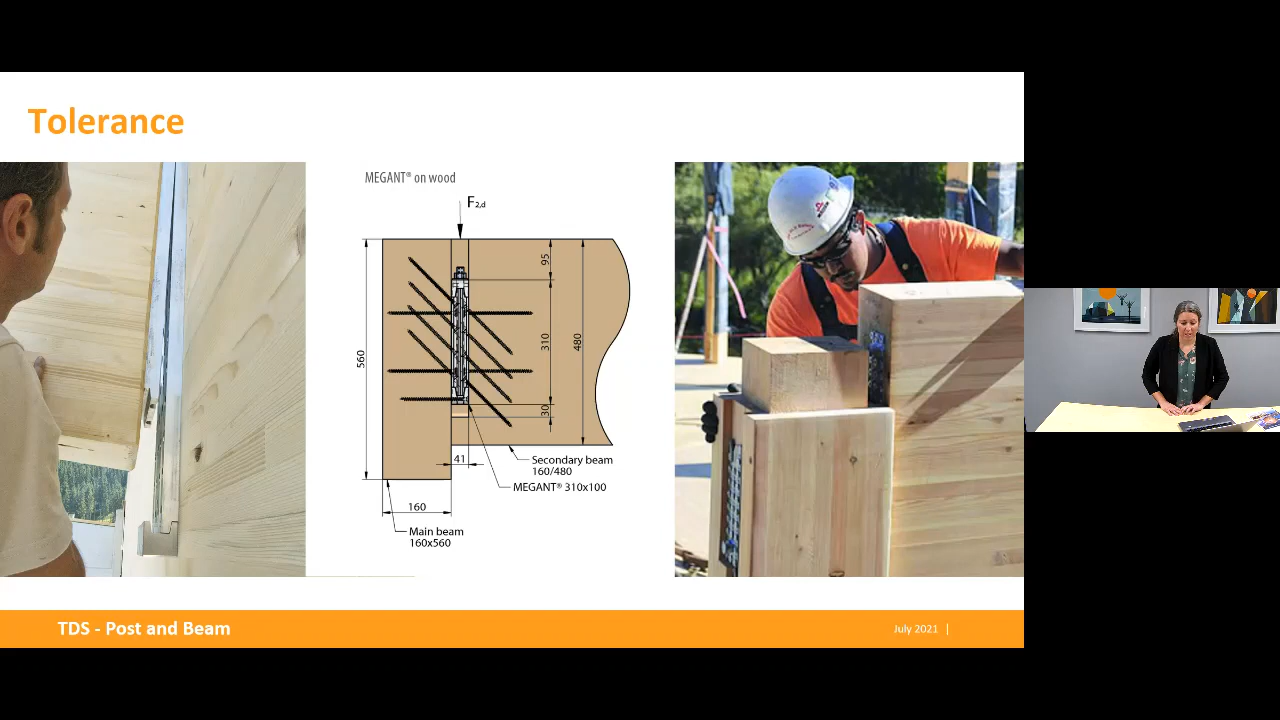 Tolerance
MEGANT® on wood
F2,d
95
560
310
480
30
41
Secondary beam
160/480
MEGANT® 310x100
160
Main beam
160x560
TDS - Post and Beam
July 2021 |